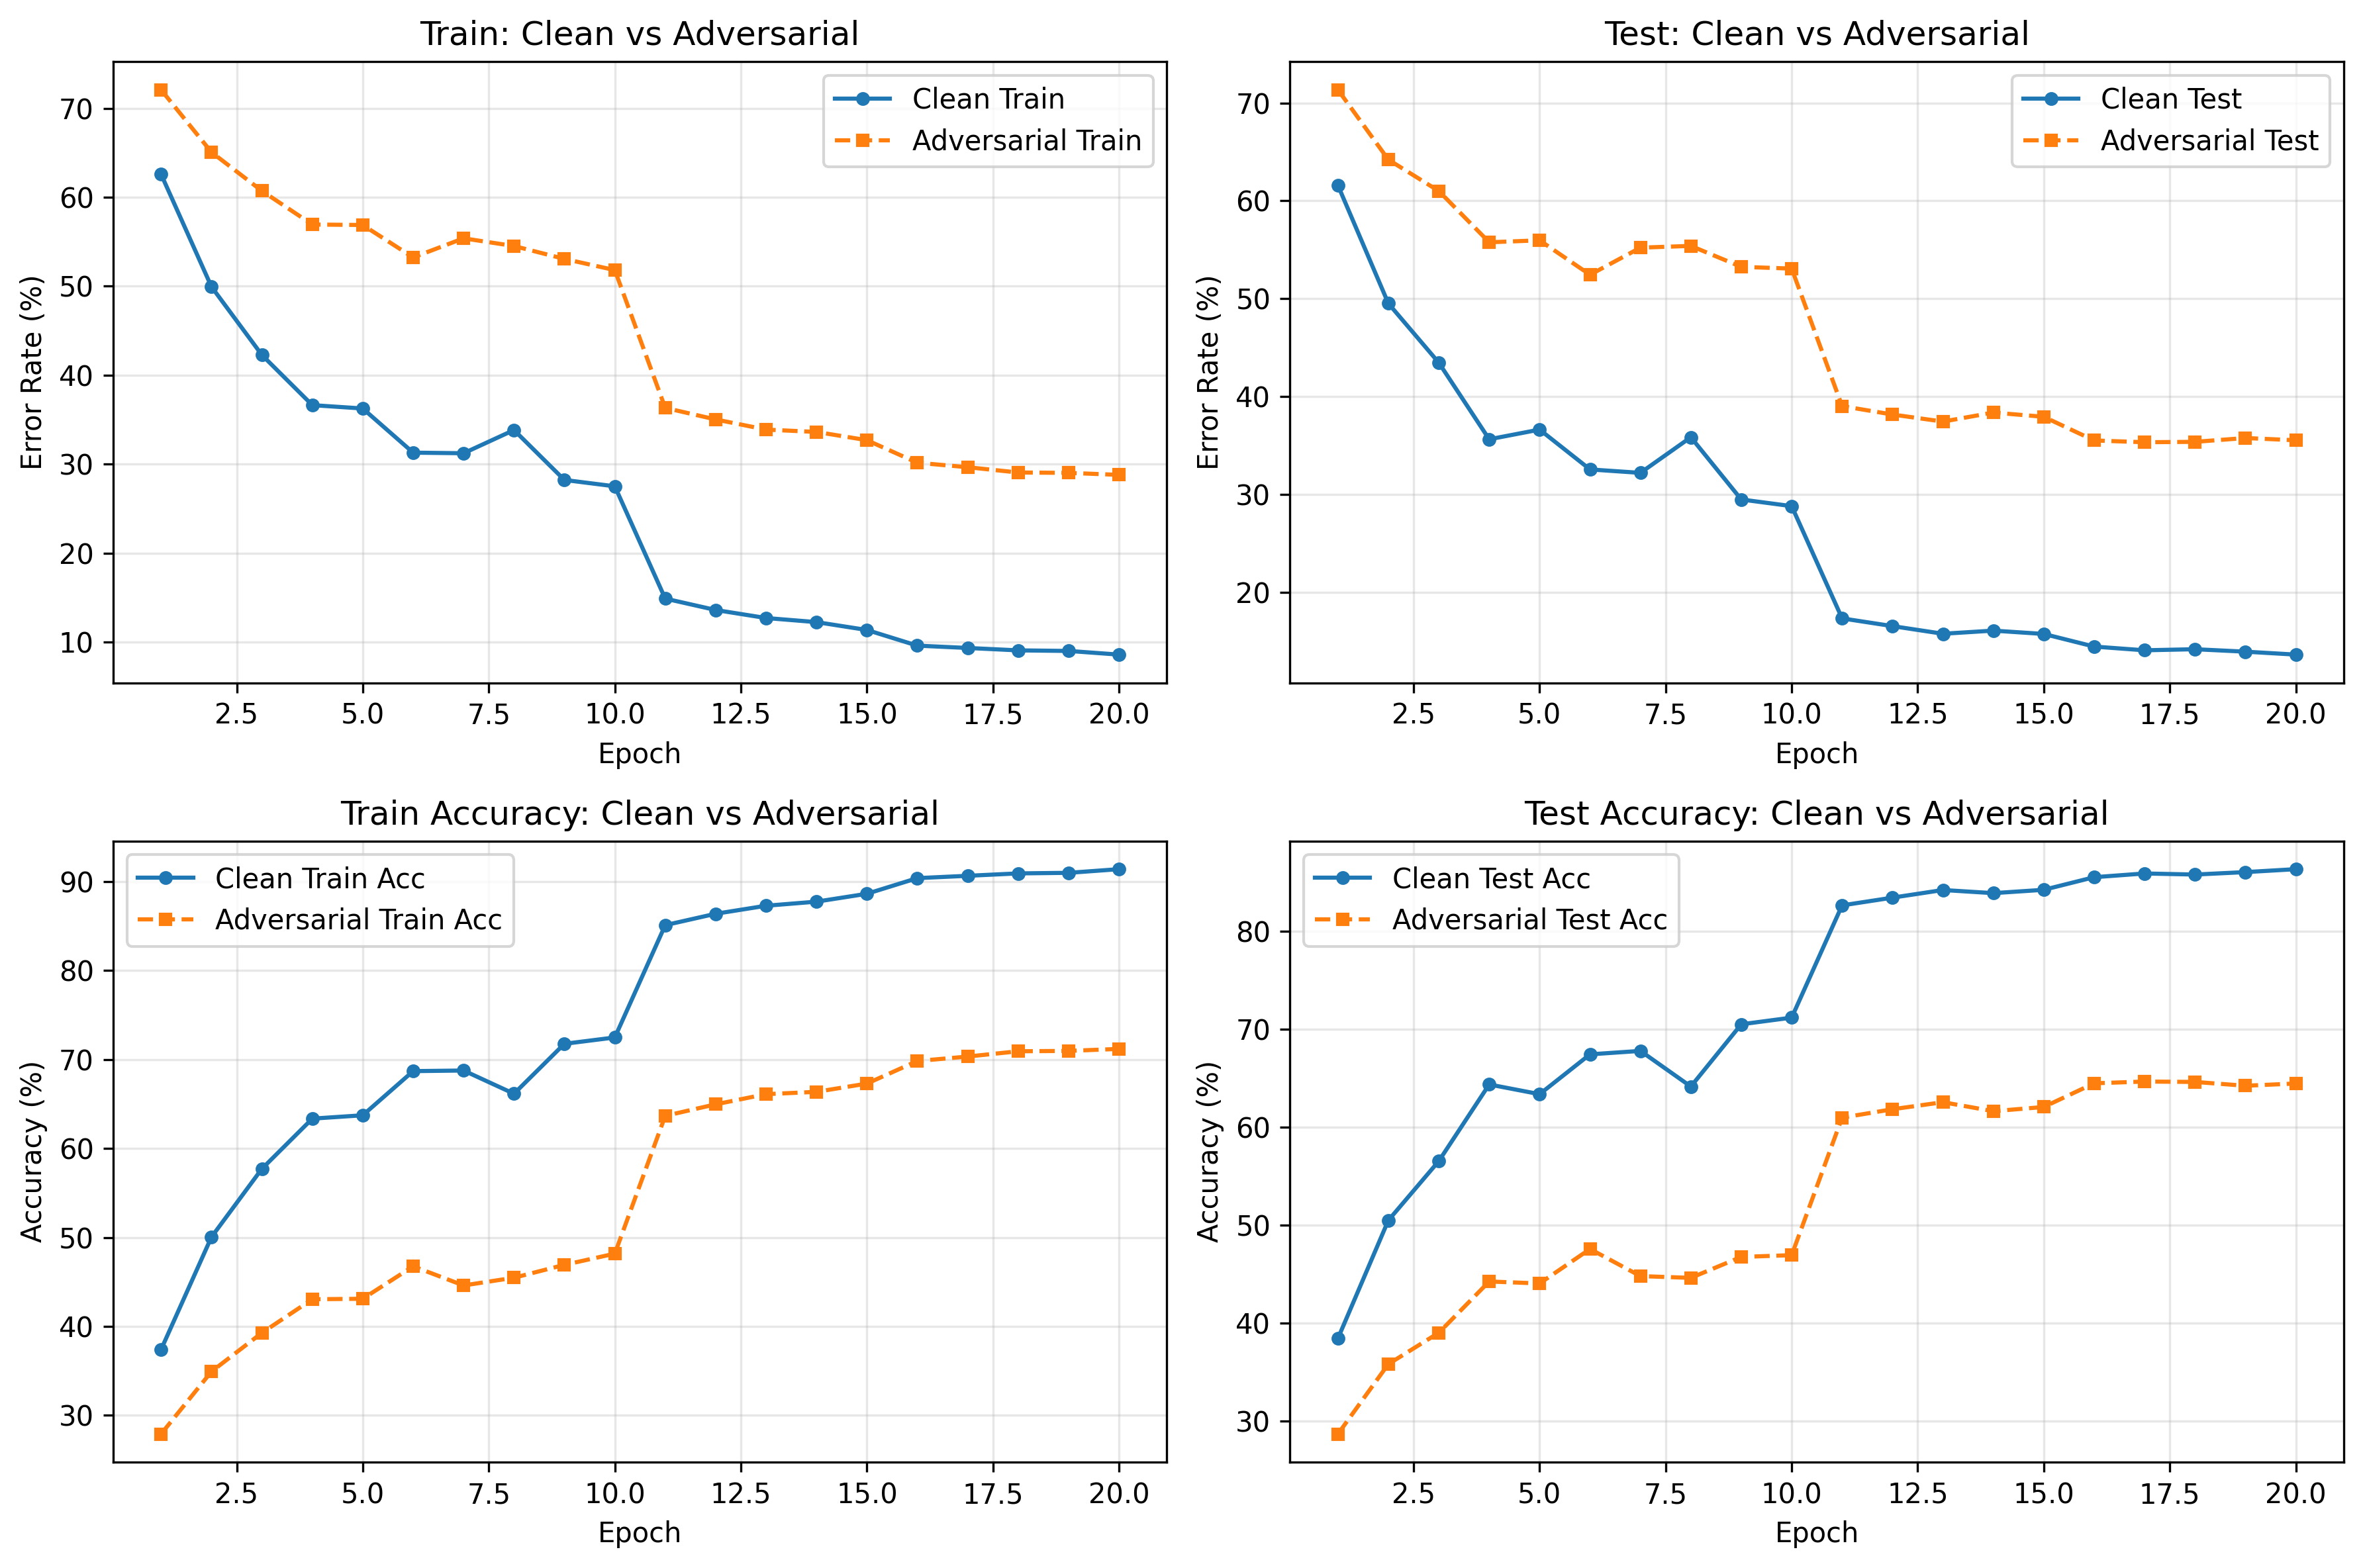 Train: Clean vs Adversarial
Clean Train
Adversarial Train
70
60
50
40
30
20
10
Error Rate (%)
2.5 5.0 7.5 10.0 12.5 15.0 17.5 20.0
Epoch
Test: Clean vs Adversarial
Clean Test
Adversarial Test
70
60
50
40
30
20
Error Rate (%)
2.5 5.0 7.5 10.0 12.5 15.0 17.5 20.0
Epoch
Train Accuracy: Clean vs Adversarial
Clean Train Acc
Adversarial Train Acc
90
80
70
60
50
40
30
Accuracy (%)
2.5 5.0 7.5 10.0 12.5 15.0 17.5 20.0
Epoch
Test Accuracy: Clean vs Adversarial
Clean Test Acc
Adversarial Test Acc
80
70
60
50
40
30
Accuracy (%)
2.5 5.0 7.5 10.0 12.5 15.0 17.5 20.0
Epoch